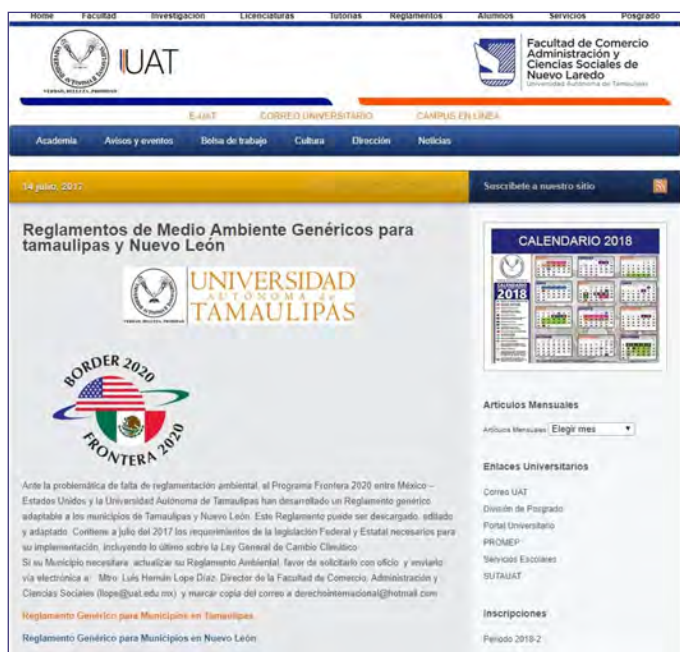 Home Facultad Investigación Licenciaturas Tutorias Reglamentos Alumnos Servicios Posgrado
UAT
VERDAD, BELLEZA, PROBIDAD
Facultad de Comercio
Administración y
Ciencias Sociales de
Nuevo Laredo
Universidad Autónoma de Tamaulipas
E-UAT CORREO UNIVERSITARIO CAMPUS EN LÍNEA
Academia Avisos y eventos Bolsa de trabajo Cultura Dirección Noticias
14 julio, 2017
Suscribete a nuestro sitio
Reglamentos de Medio Ambiente Genéricos para
tamaulipas y Nuevo León
UNIVERSIDAD
AUTÓNOMA de
TAMAULIPAS
VERDAD, BELLEZA, PROBIDAD
BORDER 2020
FRONTERA 2020
Ante la problemática de falta de reglamentación ambiental, el Programa Frontera 2020 entre México –
Estados Unidos y la Universidad Autónoma de Tamaulipas han desarrollado un Reglamento genérico
adaptable a los municipios de Tamaulipas y Nuevo León. Este Reglamento puede ser descargado, editado
y adaptado. Contiene a julio del 2017 los requerimientos de la legislación Federal y Estatal necesarios para
su implementación, incluyendo lo último sobre la Ley General de Cambio Climático
Si su Municipio necesitara actualizar su Reglamento Ambiental, favor de solicitarlo con oficio y enviarlo
vía electrónica a: Mtro. Luis Hernán Lope Díaz, Director de la Facultad de Comercio, Administración y
Ciencias Sociales (llope@uat.edu.mx) y marcar copia del correo a derechointernacional@hotmail.com
Reglamento Genérico para Municipios en Tamaulipas
Reglamento Genérico para Municipios en Nuevo León
CALENDARIO 2018
CALENDARIO
2018
Artículos Mensuales
Artículos Mensuales Elegir mes
Enlaces Universitarios
Correo UAT
División de Posgrado
Portal Universitario
PROMEP
Servicios Escolares
SUTAUAT
Inscripciones
Periodo 2018-2